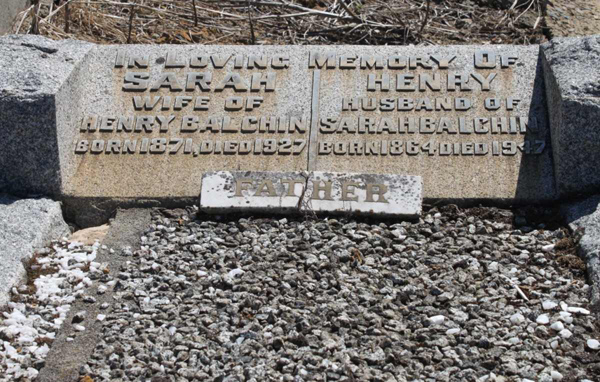 IN LOVING MEMORY OF
SARAH
WIFE OF
HENRY BALCHIN
BORN 1871, DIED 1927
HENRY
HUSBAND OF
SARAH BALCHIN
BORN 1864 DIED 1947
FATHER